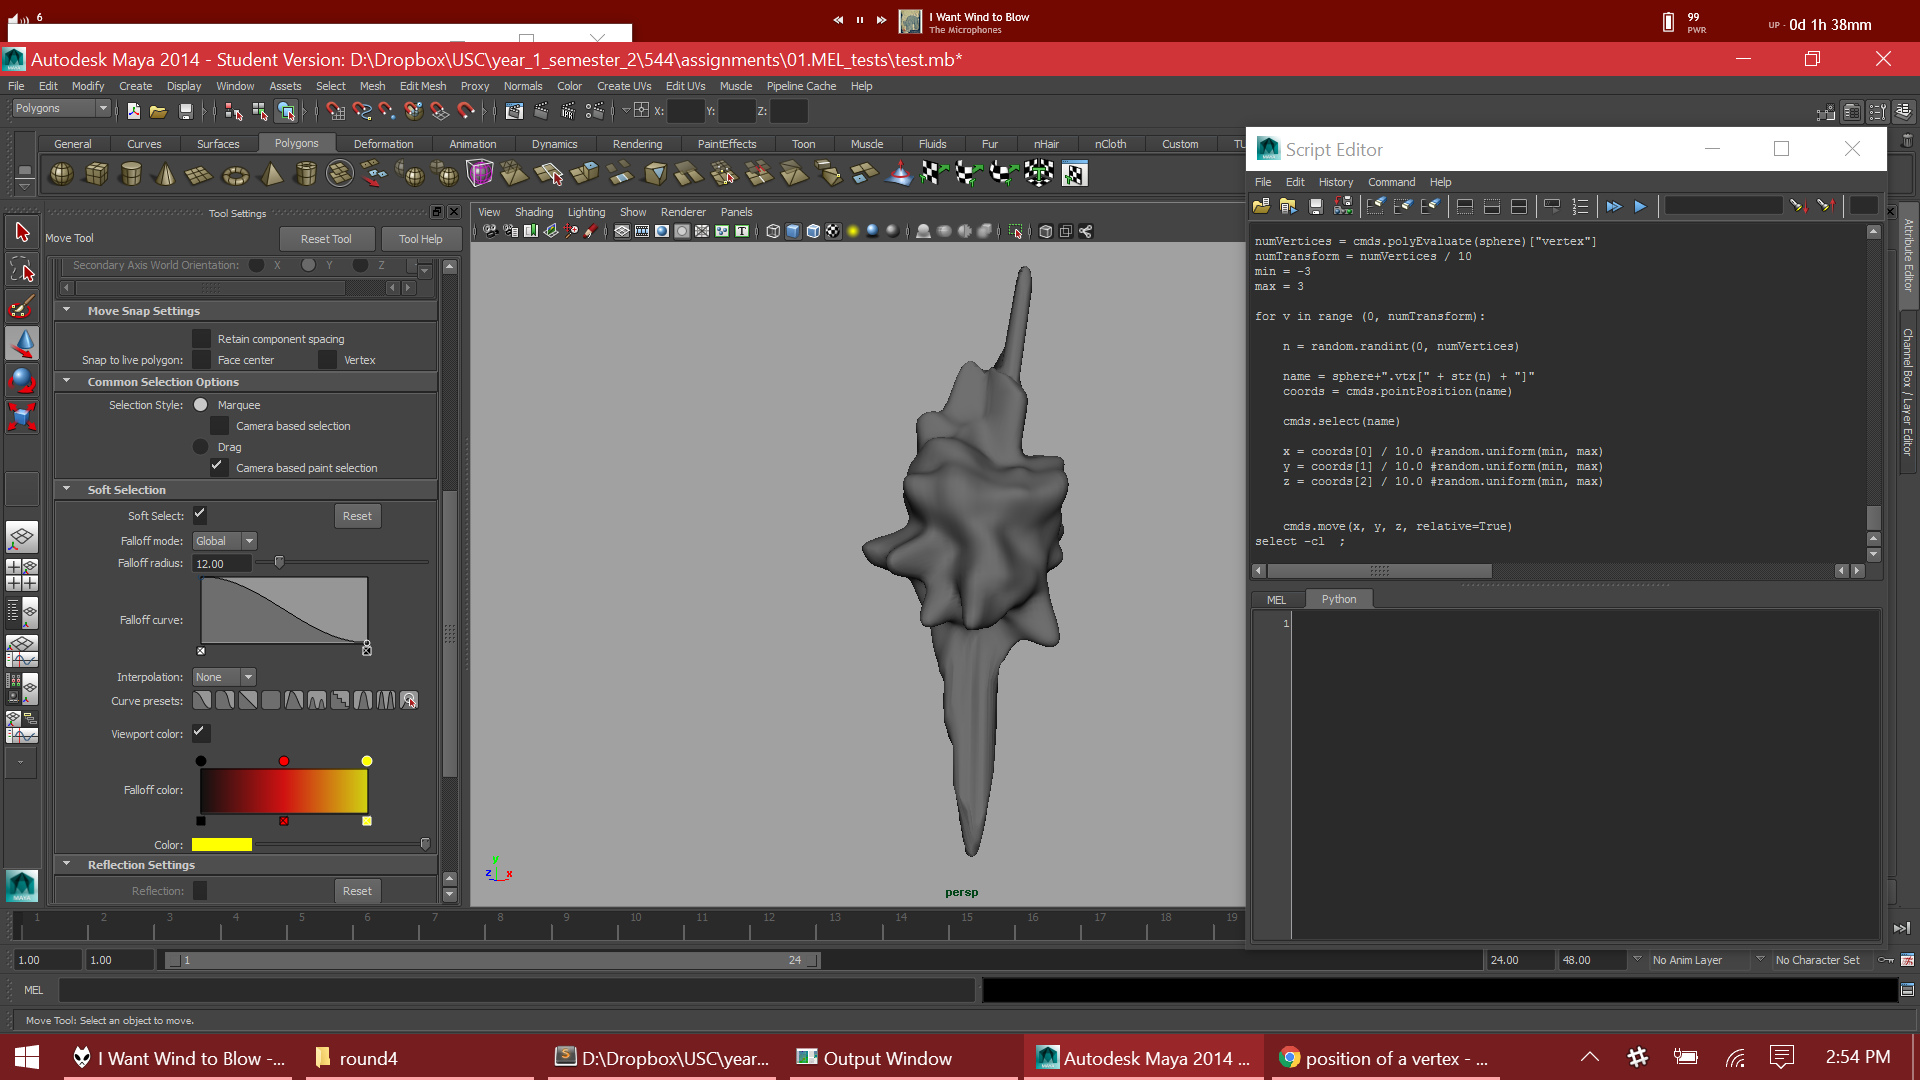 6
I Want Wind to Blow
The Microphones
99
PWR
UP - 0d 1h 38mm
Autodesk Maya 2014 - Student Version: D:\Dropbox\USC\year_1_semester_2\544\assignments\01.MEL_tests\test.mb*
File Edit Modify Create Display Window Assets Select Mesh Edit Mesh Proxy Normals Color Create UVs Edit UVs Muscle Pipeline Cache Help
Polygons X: Y: Z:
General Curves Surfaces Polygons Deformation Animation Dynamics Rendering PaintEffects Toon Muscle Fluids Fur nHair nCloth Custom TU
Script Editor
File Edit History Command Help
Tool Settings
View Shading Lighting Show Renderer Panels
Move Tool
Reset Tool
Tool Help
Secondary Axis World Orientation: X Y Z
Move Snap Settings
Retain component spacing
Snap to live polygon: Face center Vertex
Common Selection Options
Selection Style: Marquee
Camera based selection
Drag
Camera based paint selection
Soft Selection
Soft Select: Reset
Falloff mode: Global
Falloff radius: 12.00
Falloff curve:
Interpolation: None
Curve presets:
Viewport color:
Falloff color:
Color:
Reflection Settings
Reflection: Reset
y
z x
persp
numVertices = cmds.polyEvaluate(sphere)["vertex"]
numTransform = numVertices / 10
min = -3
max = 3
for v in range (0, numTransform):
n = random.randint(0, numVertices)
name = sphere+".vtx[" + str(n) + "]"
coords = cmds.pointPosition(name)
cmds.select(name)
x = coords[0] / 10.0 #random.uniform(min, max)
y = coords[1] / 10.0 #random.uniform(min, max)
z = coords[2] / 10.0 #random.uniform(min, max)
cmds.move(x, y, z, relative=True)
select -cl  ;
MEL Python
1
Attribute Editor
Channel Box / Layer Editor
1 2 3 4 5 6 7 8 9 10 11 12 13 14 15 16 17 18 19
1.00 1.00 1 24 24.00 48.00 No Anim Layer No Character Set
MEL
Move Tool: Select an object to move.
I Want Wind to Blow -...
round4
D:\Dropbox\USC\year...
Output Window
Autodesk Maya 2014 ...
position of a vertex - ...
2:54 PM